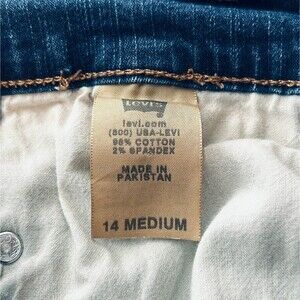 Levi's
levi.com
(800) USA-LEVI
98% COTTON
2% SPANDEX
MADE IN
PAKISTAN
14 MEDIUM